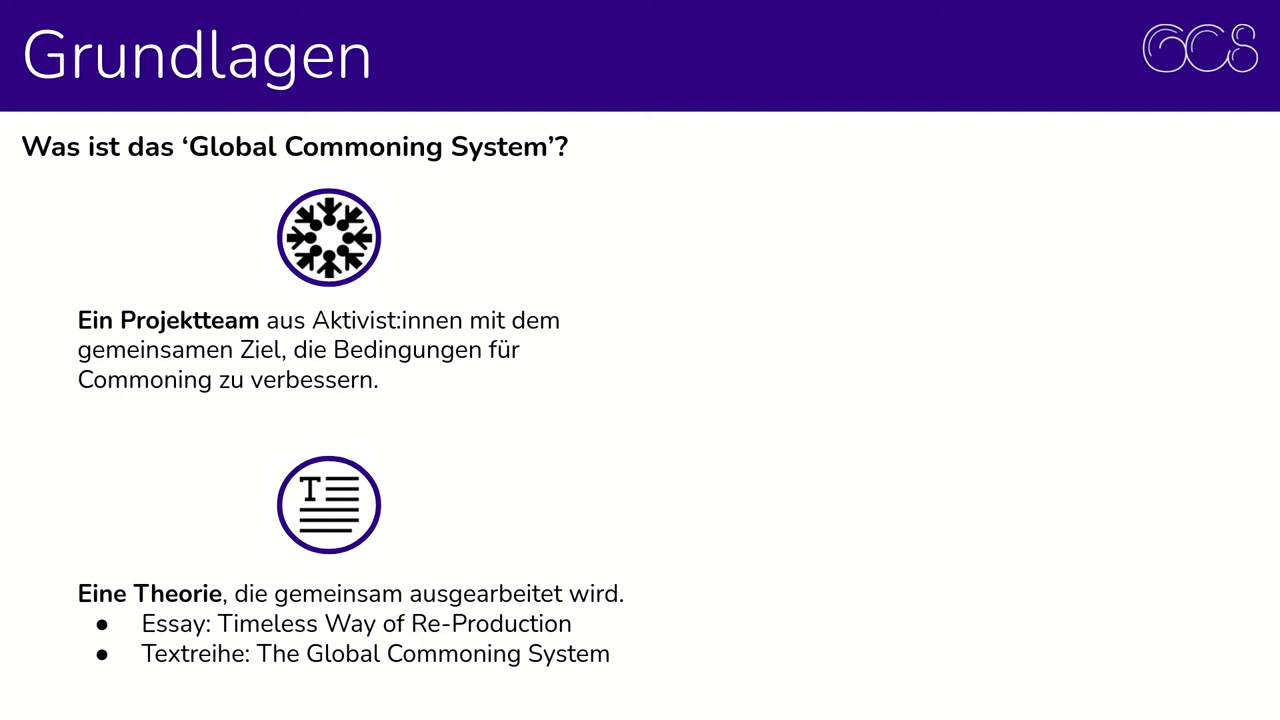 Grundlagen
GCS
Was ist das ‘Global Commoning System’?
Ein Projektteam aus Aktivist:innen mit dem
gemeinsamen Ziel, die Bedingungen für
Commoning zu verbessern.
T
Eine Theorie, die gemeinsam ausgearbeitet wird.
● Essay: Timeless Way of Re-Production
● Textreihe: The Global Commoning System